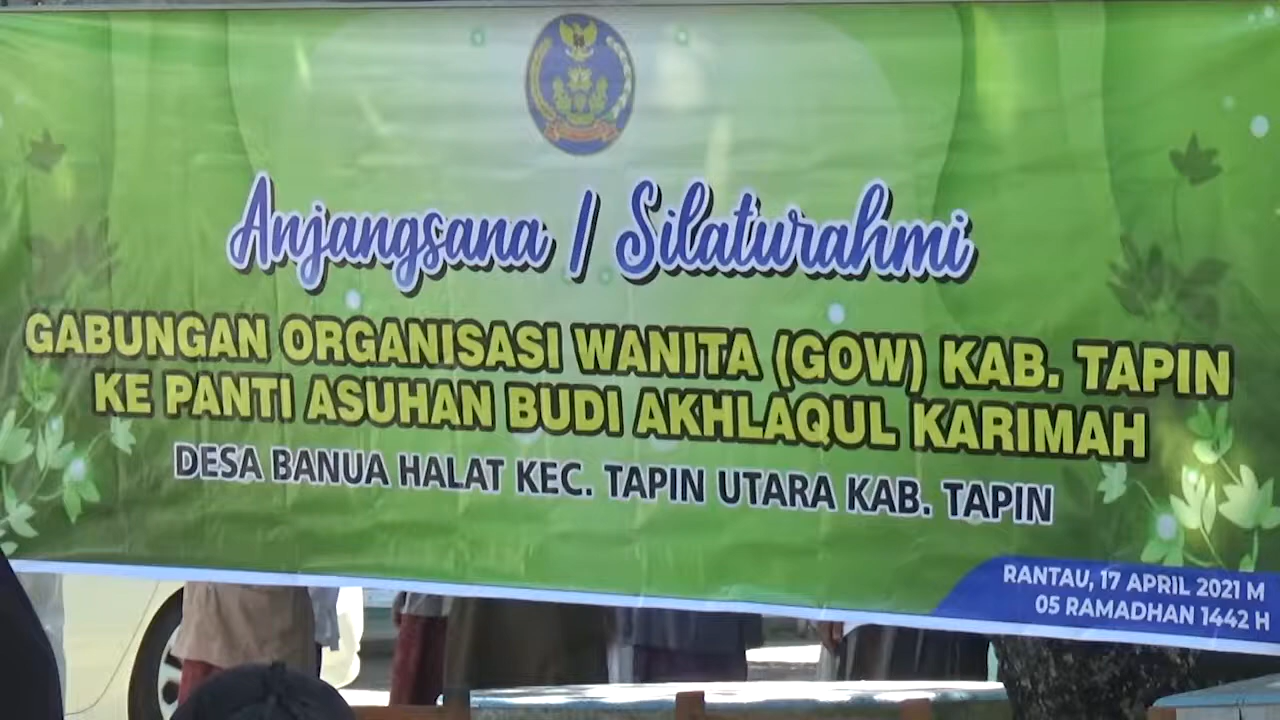 Anjangsana / Silaturahmi
GABUNGAN ORGANISASI WANITA (GOW) KAB. TAPIN
KE PANTI ASUHAN BUDI AKHLAQUL KARIMAH
DESA BANUA HALAT KEC. TAPIN UTARA KAB. TAPIN
RANTAU, 17 APRIL 2021 M
05 RAMADHAN 1442 H